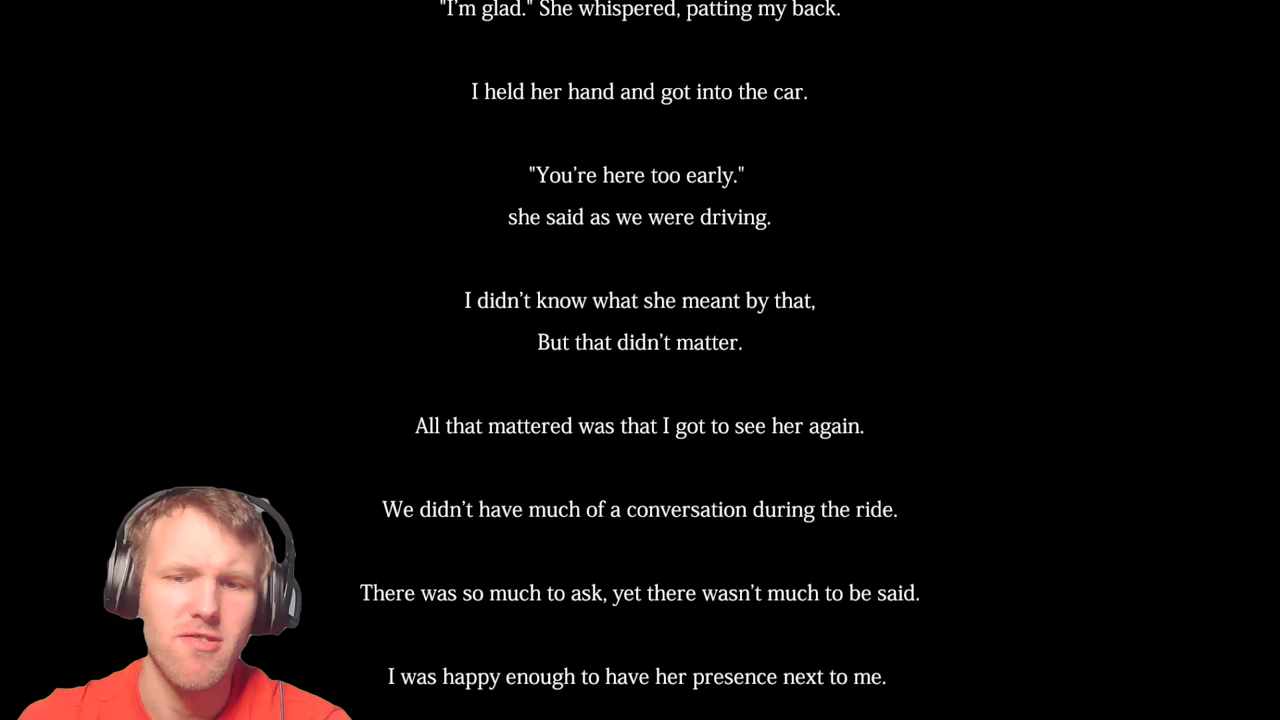 "I'm glad." She whispered, patting my back.
I held her hand and got into the car.
"You're here too early."
she said as we were driving.
I didn't know what she meant by that,
But that didn't matter.
All that mattered was that I got to see her again.
We didn't have much of a conversation during the ride.
There was so much to ask, yet there wasn't much to be said.
I was happy enough to have her presence next to me.